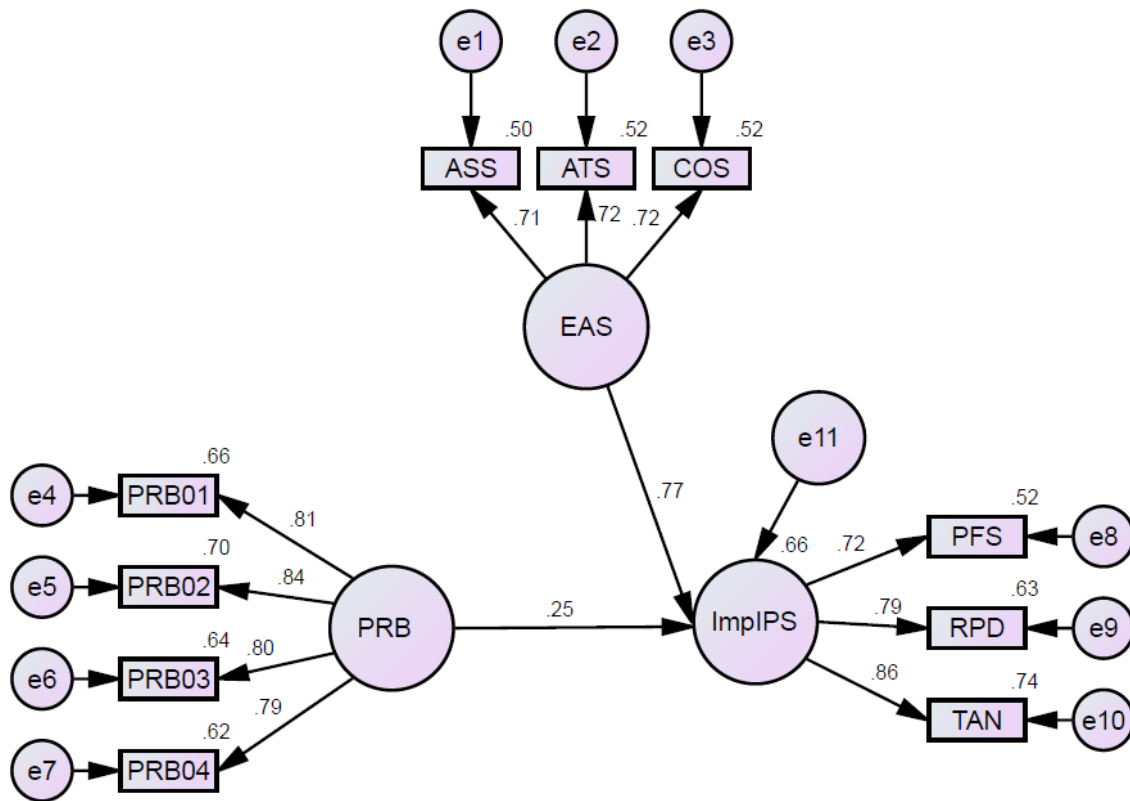 e1
e2
e3
.50
.52
.52
ASS
ATS
COS
.71
.72
.72
EAS
e11
.77
.66
e4
PRB01
.81
.52
.70
.66
.72
PFS
e8
e5
PRB02
.84
PRB
.25
ImpIPS
.63
.79
RPD
e9
.64
.80
e6
PRB03
.86
.74
.79
TAN
e10
.62
e7
PRB04